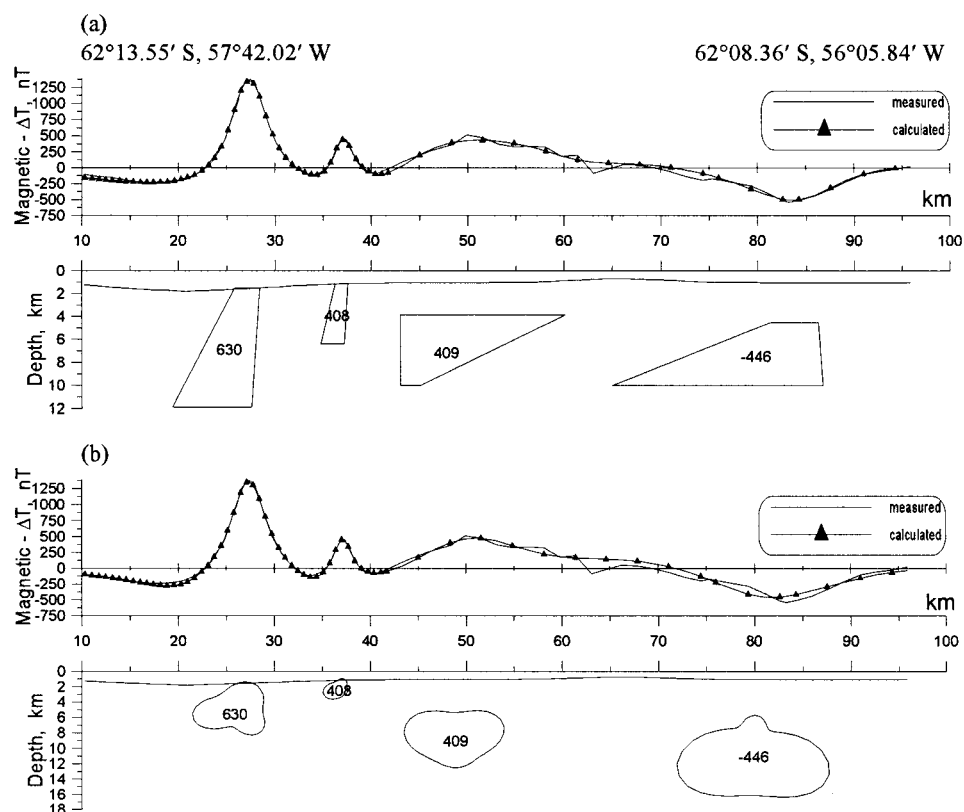 (a)
62°13.55′ S, 57°42.02′ W
62°08.36′ S, 56°05.84′ W
Magnetic - ΔT, nT
1250
-1000
750
500
250
0
-250
-500
-750
measured
calculated
km
10 20 30 40 50 60 70 80 90 100
Depth, km
0
2
4
6
8
10
12
630
408
409
-446
(b)
Magnetic - ΔT, nT
1250
-1000
750
500
250
0
-250
-500
-750
measured
calculated
km
10 20 30 40 50 60 70 80 90 100
Depth, km
0
2
4
6
8
10
12
14
16
18
630
408
409
-446